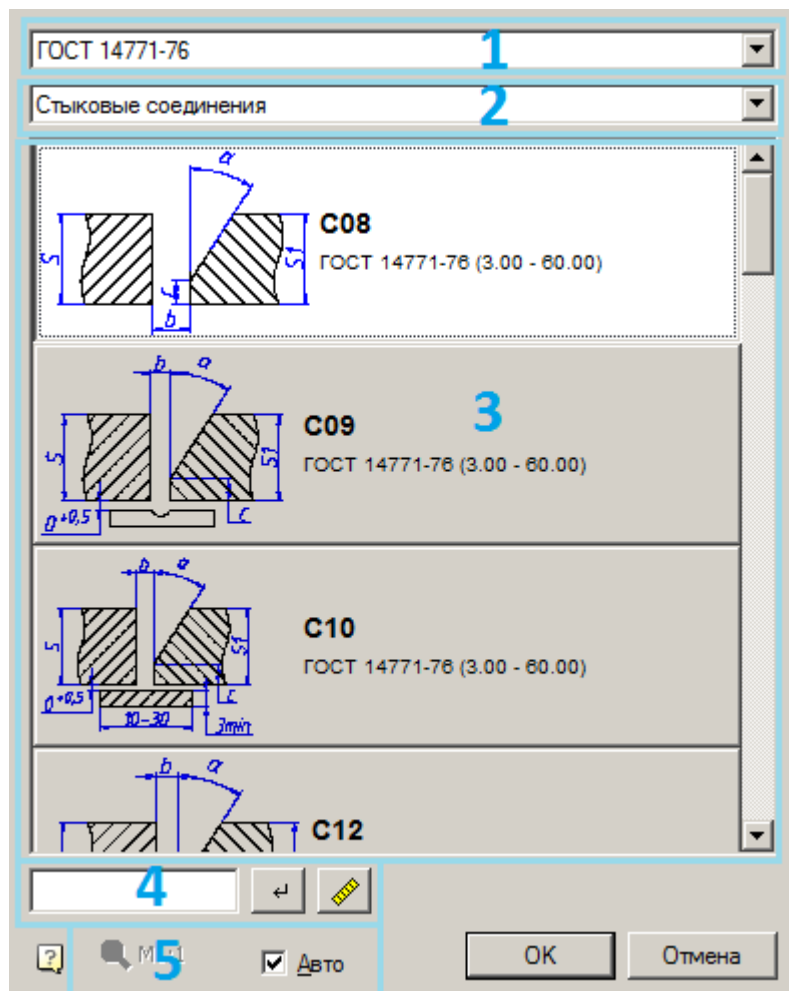 ГОСТ 14771-76
1
Стыковые соединения
2
α
S
S1
c
b
C08
ГОСТ 14771-76 (3.00 - 60.00)
b
α
S
S1
0+0,5
c
C09
ГОСТ 14771-76 (3.00 - 60.00)
3
b
α
S
S1
0+0,5
c
10-30
3min
C10
ГОСТ 14771-76 (3.00 - 60.00)
b
α
C12
4
5
Авто
OK
Отмена